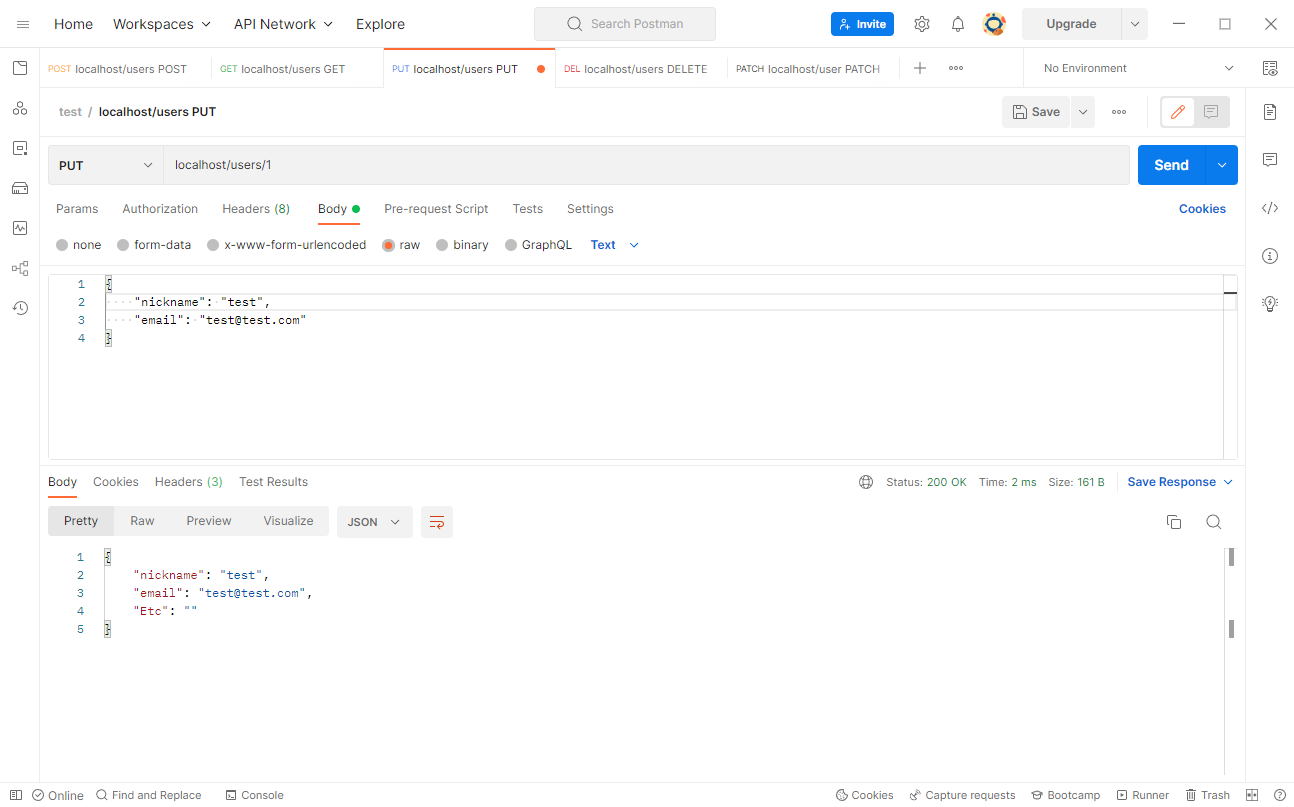 Home Workspaces API Network Explore Search Postman Invite Upgrade
POST localhost/users POST GET localhost/users GET PUT localhost/users PUT DEL localhost/users DELETE PATCH localhost/user PATCH No Environment
test / localhost/users PUT Save
PUT localhost/users/1 Send
Params Authorization Headers (8) Body Pre-request Script Tests Settings Cookies
none form-data x-www-form-urlencoded raw binary GraphQL Text
1 {
2 "nickname": "test",
3 "email": "test@test.com"
4 }
Body Cookies Headers (3) Test Results Status: 200 OK Time: 2 ms Size: 161 B Save Response
Pretty Raw Preview Visualize JSON
1 {
2 "nickname": "test",
3 "email": "test@test.com",
4 "Etc": ""
5 }
Online Find and Replace Console Cookies Capture requests Bootcamp Runner Trash